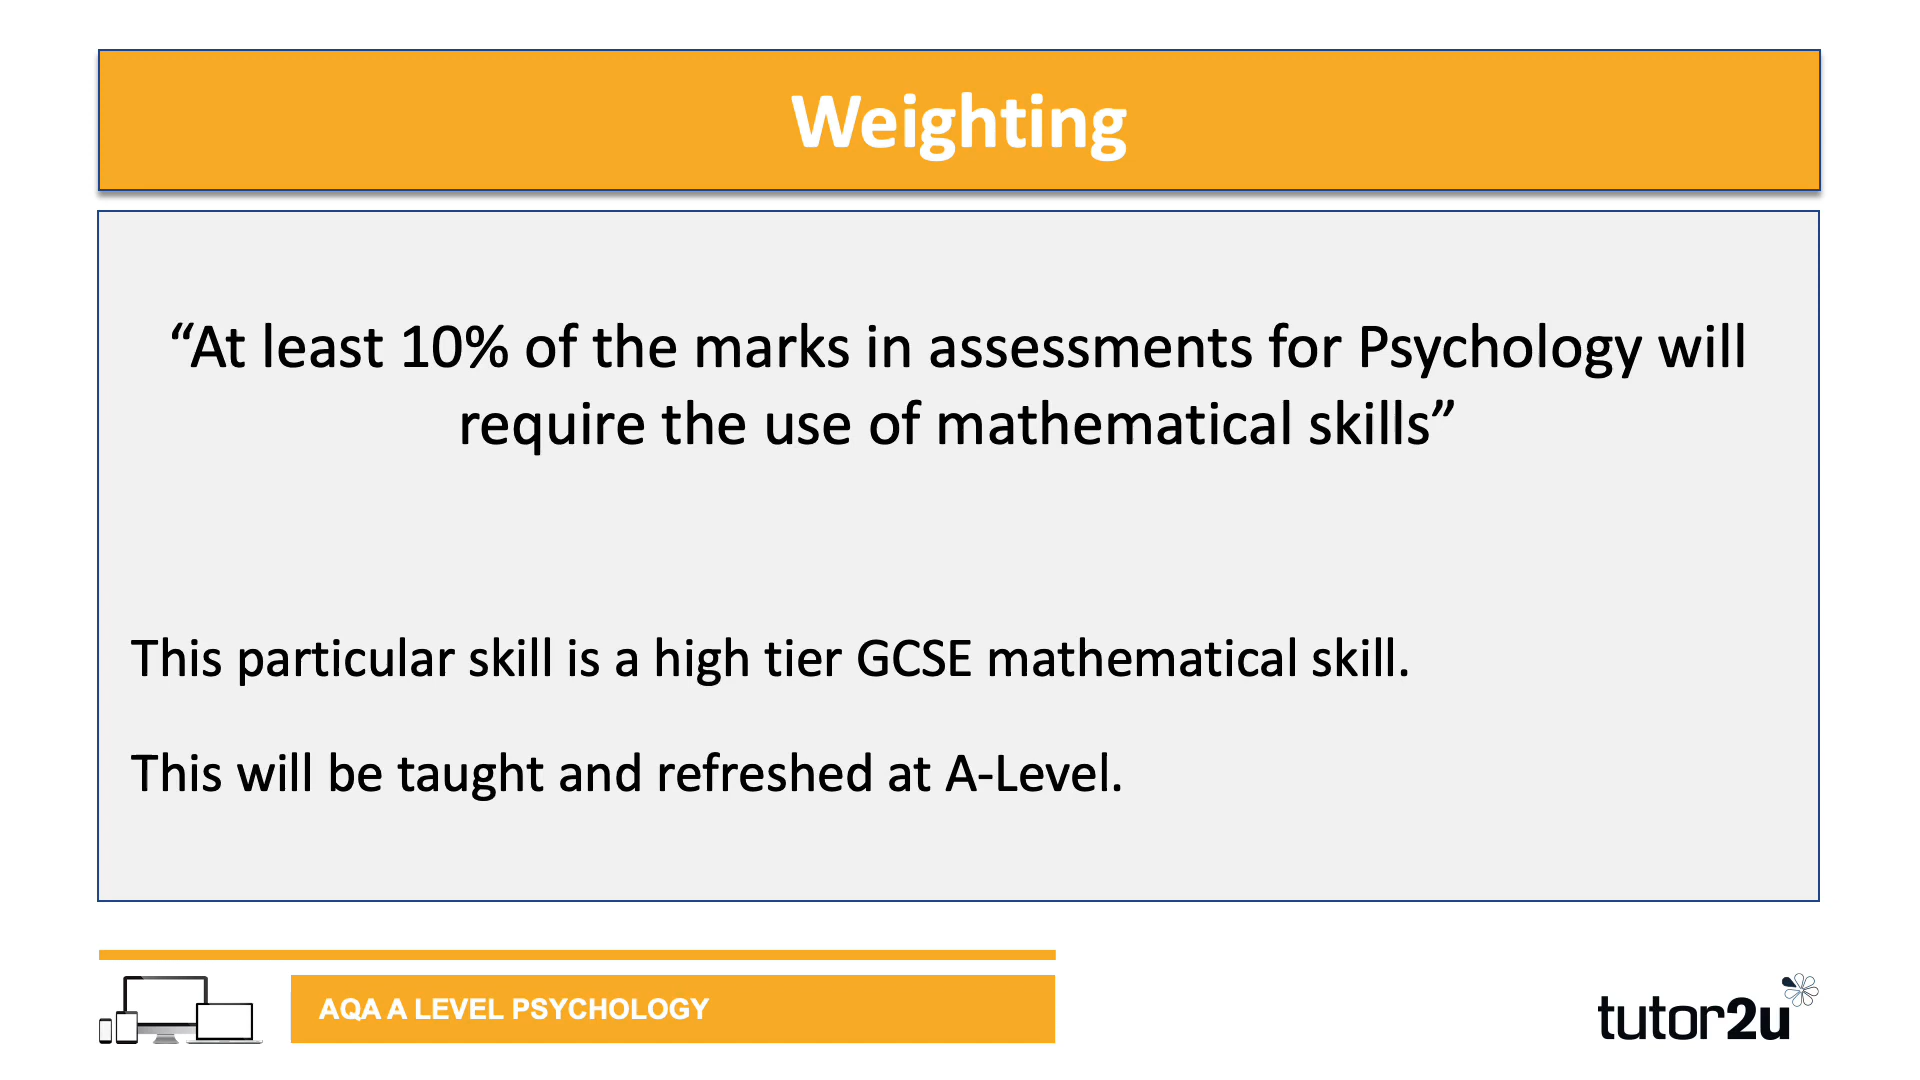 Weighting
“At least 10% of the marks in assessments for Psychology will
require the use of mathematical skills”
This particular skill is a high tier GCSE mathematical skill.
This will be taught and refreshed at A-Level.
AQA A LEVEL PSYCHOLOGY
tutor2u